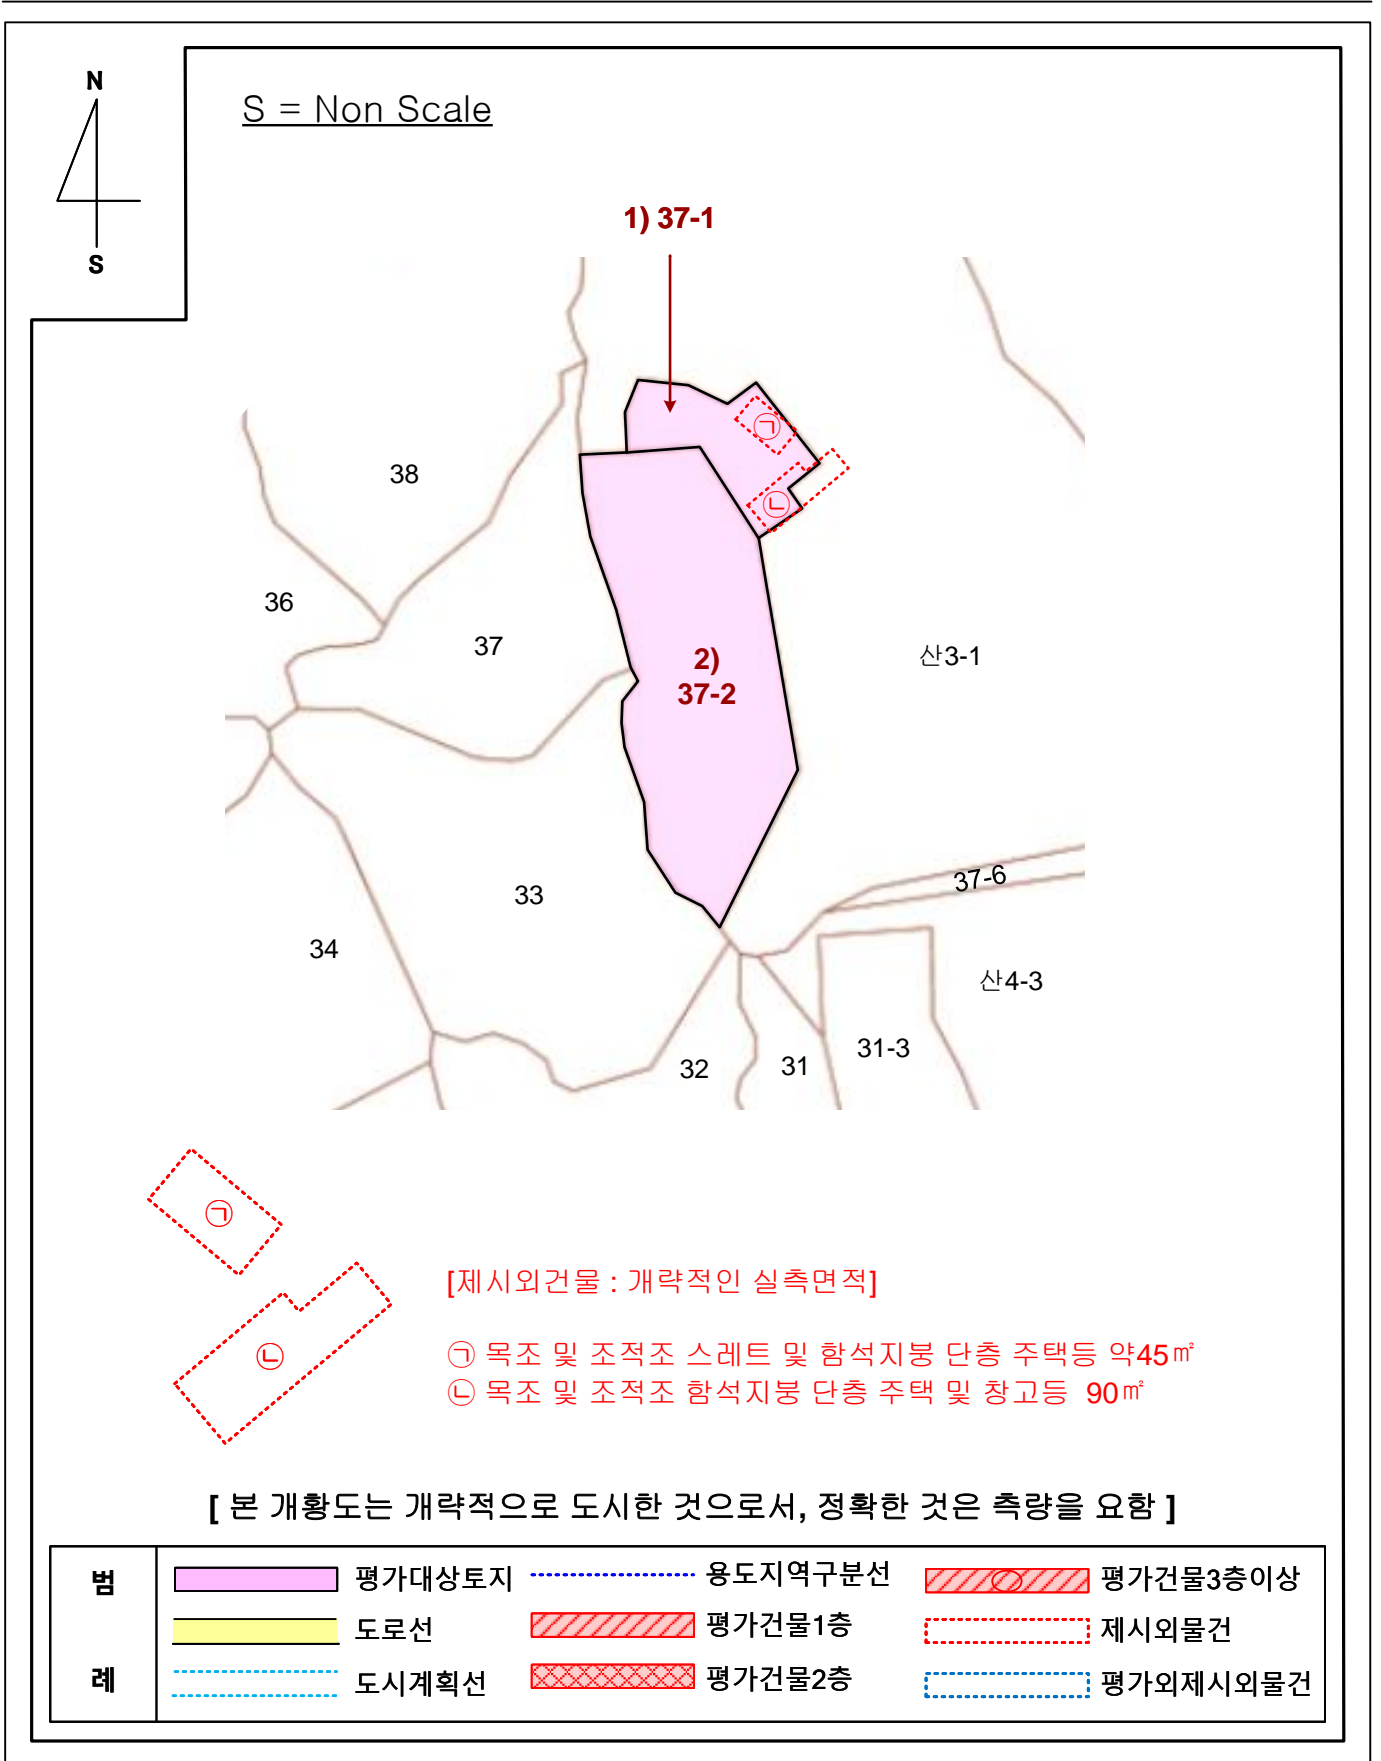 N
S
S = Non Scale
1) 37-1
㉠
㉡
38
36
37
2)
37-2
산3-1
33
37-6
34
산4-3
32
31
31-3
㉠
㉡
[제시외건물 : 개략적인 실측면적]
㉠ 목조 및 조적조 스레트 및 함석지붕 단층 주택등 약45㎡
㉡ 목조 및 조적조 함석지붕 단층 주택 및 창고등 90㎡
[ 본 개황도는 개략적으로 도시한 것으로서, 정확한 것은 측량을 요함 ]
범
례
평가대상토지
용도지역구분선
평가건물3층이상
도로선
평가건물1층
제시외물건
도시계획선
평가건물2층
평가외제시외물건